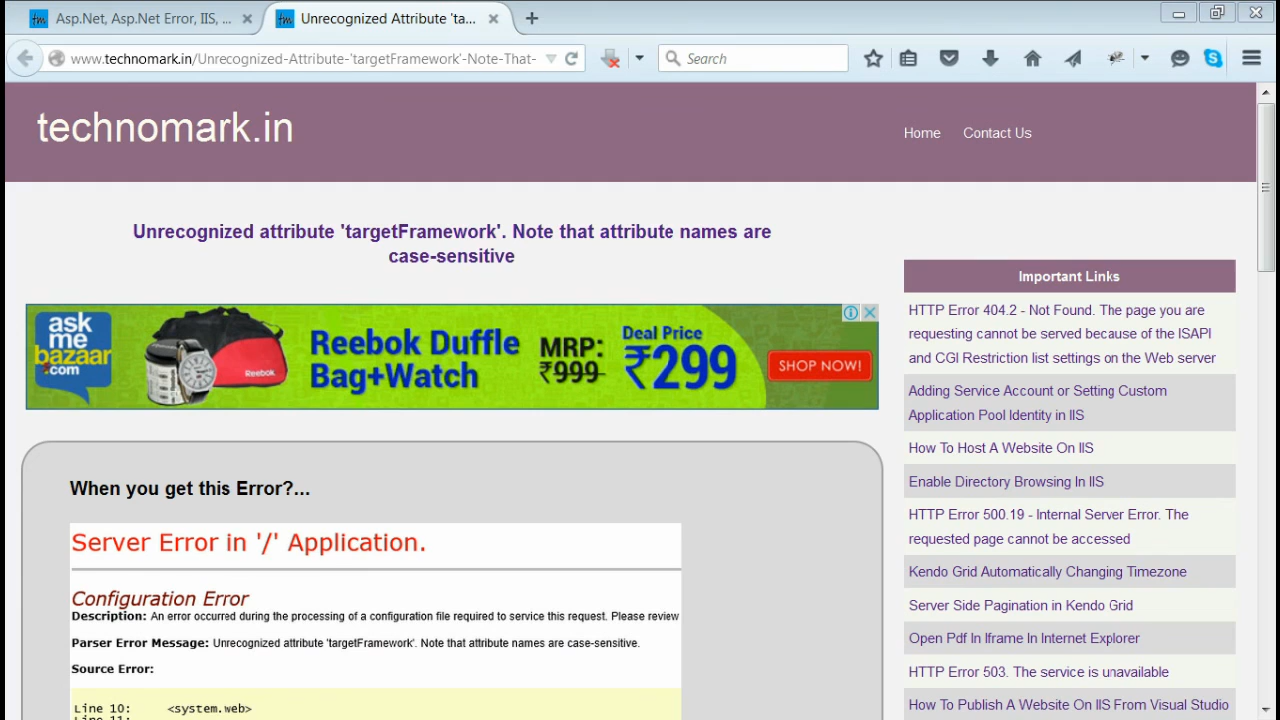 Asp.Net, Asp.Net Error, IIS, ...
Unrecognized Attribute 'ta...
www.technomark.in/Unrecognized-Attribute-'targetFramework'-Note-That-
Search
technomark.in
Home
Contact Us
Unrecognized attribute 'targetFramework'. Note that attribute names are
case-sensitive
ask
me
bazaar
.com
Reebok
Reebok Duffle
Bag+Watch
MRP:
₹999
Deal Price
₹299
SHOP NOW!
When you get this Error?...
Server Error in '/' Application.
Configuration Error
Description: An error occurred during the processing of a configuration file required to service this request. Please review
Parser Error Message: Unrecognized attribute 'targetFramework'. Note that attribute names are case-sensitive.
Source Error:
Line 10: <system.web>
Line 11:
Important Links
HTTP Error 404.2 - Not Found. The page you are
requesting cannot be served because of the ISAPI
and CGI Restriction list settings on the Web server
Adding Service Account or Setting Custom
Application Pool Identity in IIS
How To Host A Website On IIS
Enable Directory Browsing In IIS
HTTP Error 500.19 - Internal Server Error. The
requested page cannot be accessed
Kendo Grid Automatically Changing Timezone
Server Side Pagination in Kendo Grid
Open Pdf In Iframe In Internet Explorer
HTTP Error 503. The service is unavailable
How To Publish A Website On IIS From Visual Studio